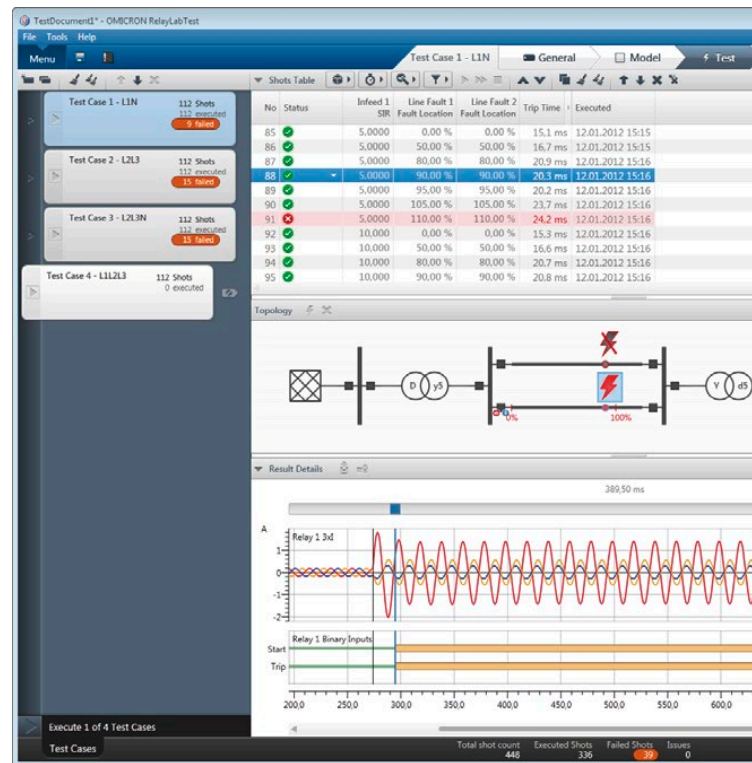 TestDocument1* - OMICRON RelayLabTest
File Tools Help
Menu
Test Case 1 - L1N General Model Test
Shots Table
Test Case 1 - L1N 112 Shots
112 executed
9 failed
Test Case 2 - L2L3 112 Shots
112 executed
15 failed
Test Case 3 - L2L3N 112 Shots
112 executed
15 failed
Test Case 4 - L1L2L3 112 Shots
0 executed
No Status Infeed 1 SIR Line Fault 1 Fault Location Line Fault 2 Fault Location Trip Time Executed
85 5,0000 0,00 % 0,00 % 15,1 ms 12.01.2012 15:15
86 5,0000 50,00 % 50,00 % 16,7 ms 12.01.2012 15:15
87 5,0000 80,00 % 80,00 % 20,9 ms 12.01.2012 15:16
88 5,0000 90,00 % 90,00 % 20,3 ms 12.01.2012 15:16
89 5,0000 95,00 % 95,00 % 20,2 ms 12.01.2012 15:16
90 5,0000 105,00 % 105,00 % 23,7 ms 12.01.2012 15:16
91 5,0000 110,00 % 110,00 % 24,2 ms 12.01.2012 15:16
92 10,000 0,00 % 0,00 % 15,3 ms 12.01.2012 15:16
93 10,000 50,00 % 50,00 % 16,6 ms 12.01.2012 15:16
94 10,000 80,00 % 80,00 % 20,7 ms 12.01.2012 15:16
95 10,000 90,00 % 90,00 % 20,8 ms 12.01.2012 15:16
Topology
D y5 Y d5
0% 100%
Result Details
389,50 ms
A
Relay 1 3xI
1
0
-1
-2
Relay 1 Binary Inputs
Start
Trip
200,0 250,0 300,0 350,0 400,0 450,0 500,0 550,0 600,0
Execute 1 of 4 Test Cases
Test Cases
Total shot count Executed Shots Failed Shots Issues
448 336 39 0